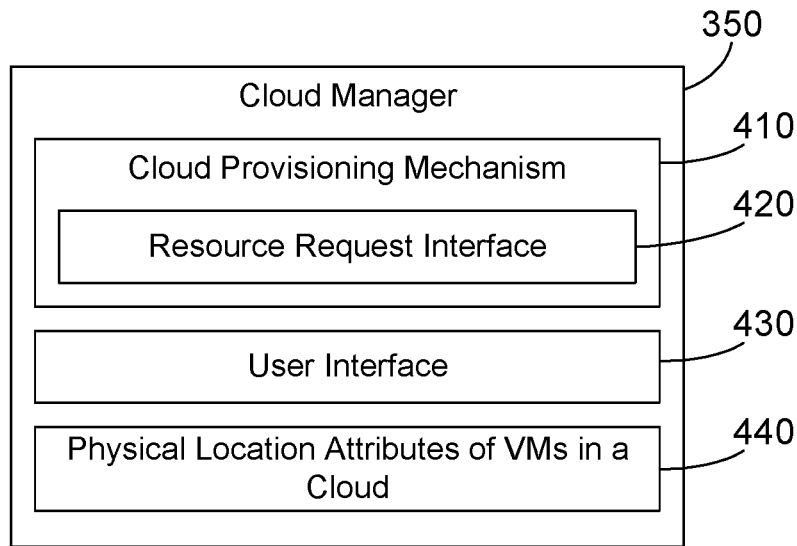 350
Cloud Manager
410
Cloud Provisioning Mechanism
420
Resource Request Interface
430
User Interface
440
Physical Location Attributes of VMs in a
Cloud